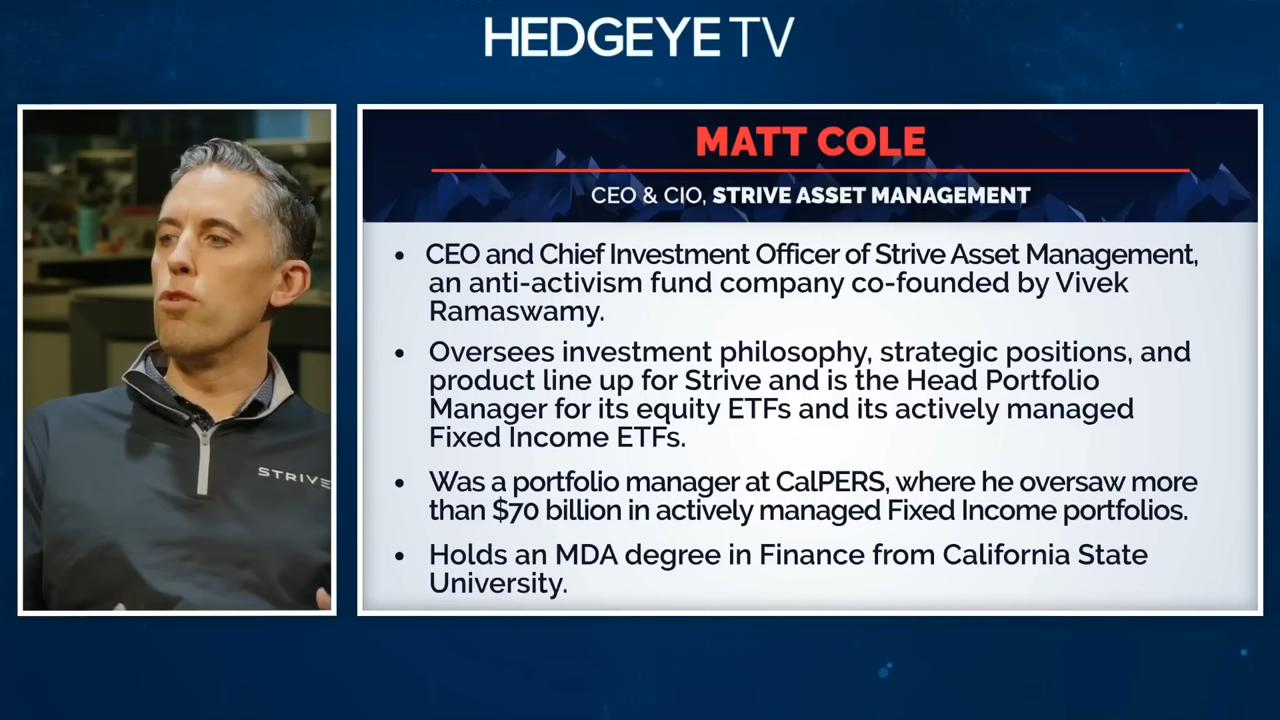 HEDGEYE TV
STRIVE
MATT COLE
CEO & CIO, STRIVE ASSET MANAGEMENT
• CEO and Chief Investment Officer of Strive Asset Management,
an anti-activism fund company co-founded by Vivek
Ramaswamy.
• Oversees investment philosophy, strategic positions, and
product line up for Strive and is the Head Portfolio
Manager for its equity ETFs and its actively managed
Fixed Income ETFs.
• Was a portfolio manager at CalPERS, where he oversaw more
than $70 billion in actively managed Fixed Income portfolios.
• Holds an MDA degree in Finance from California State
University.